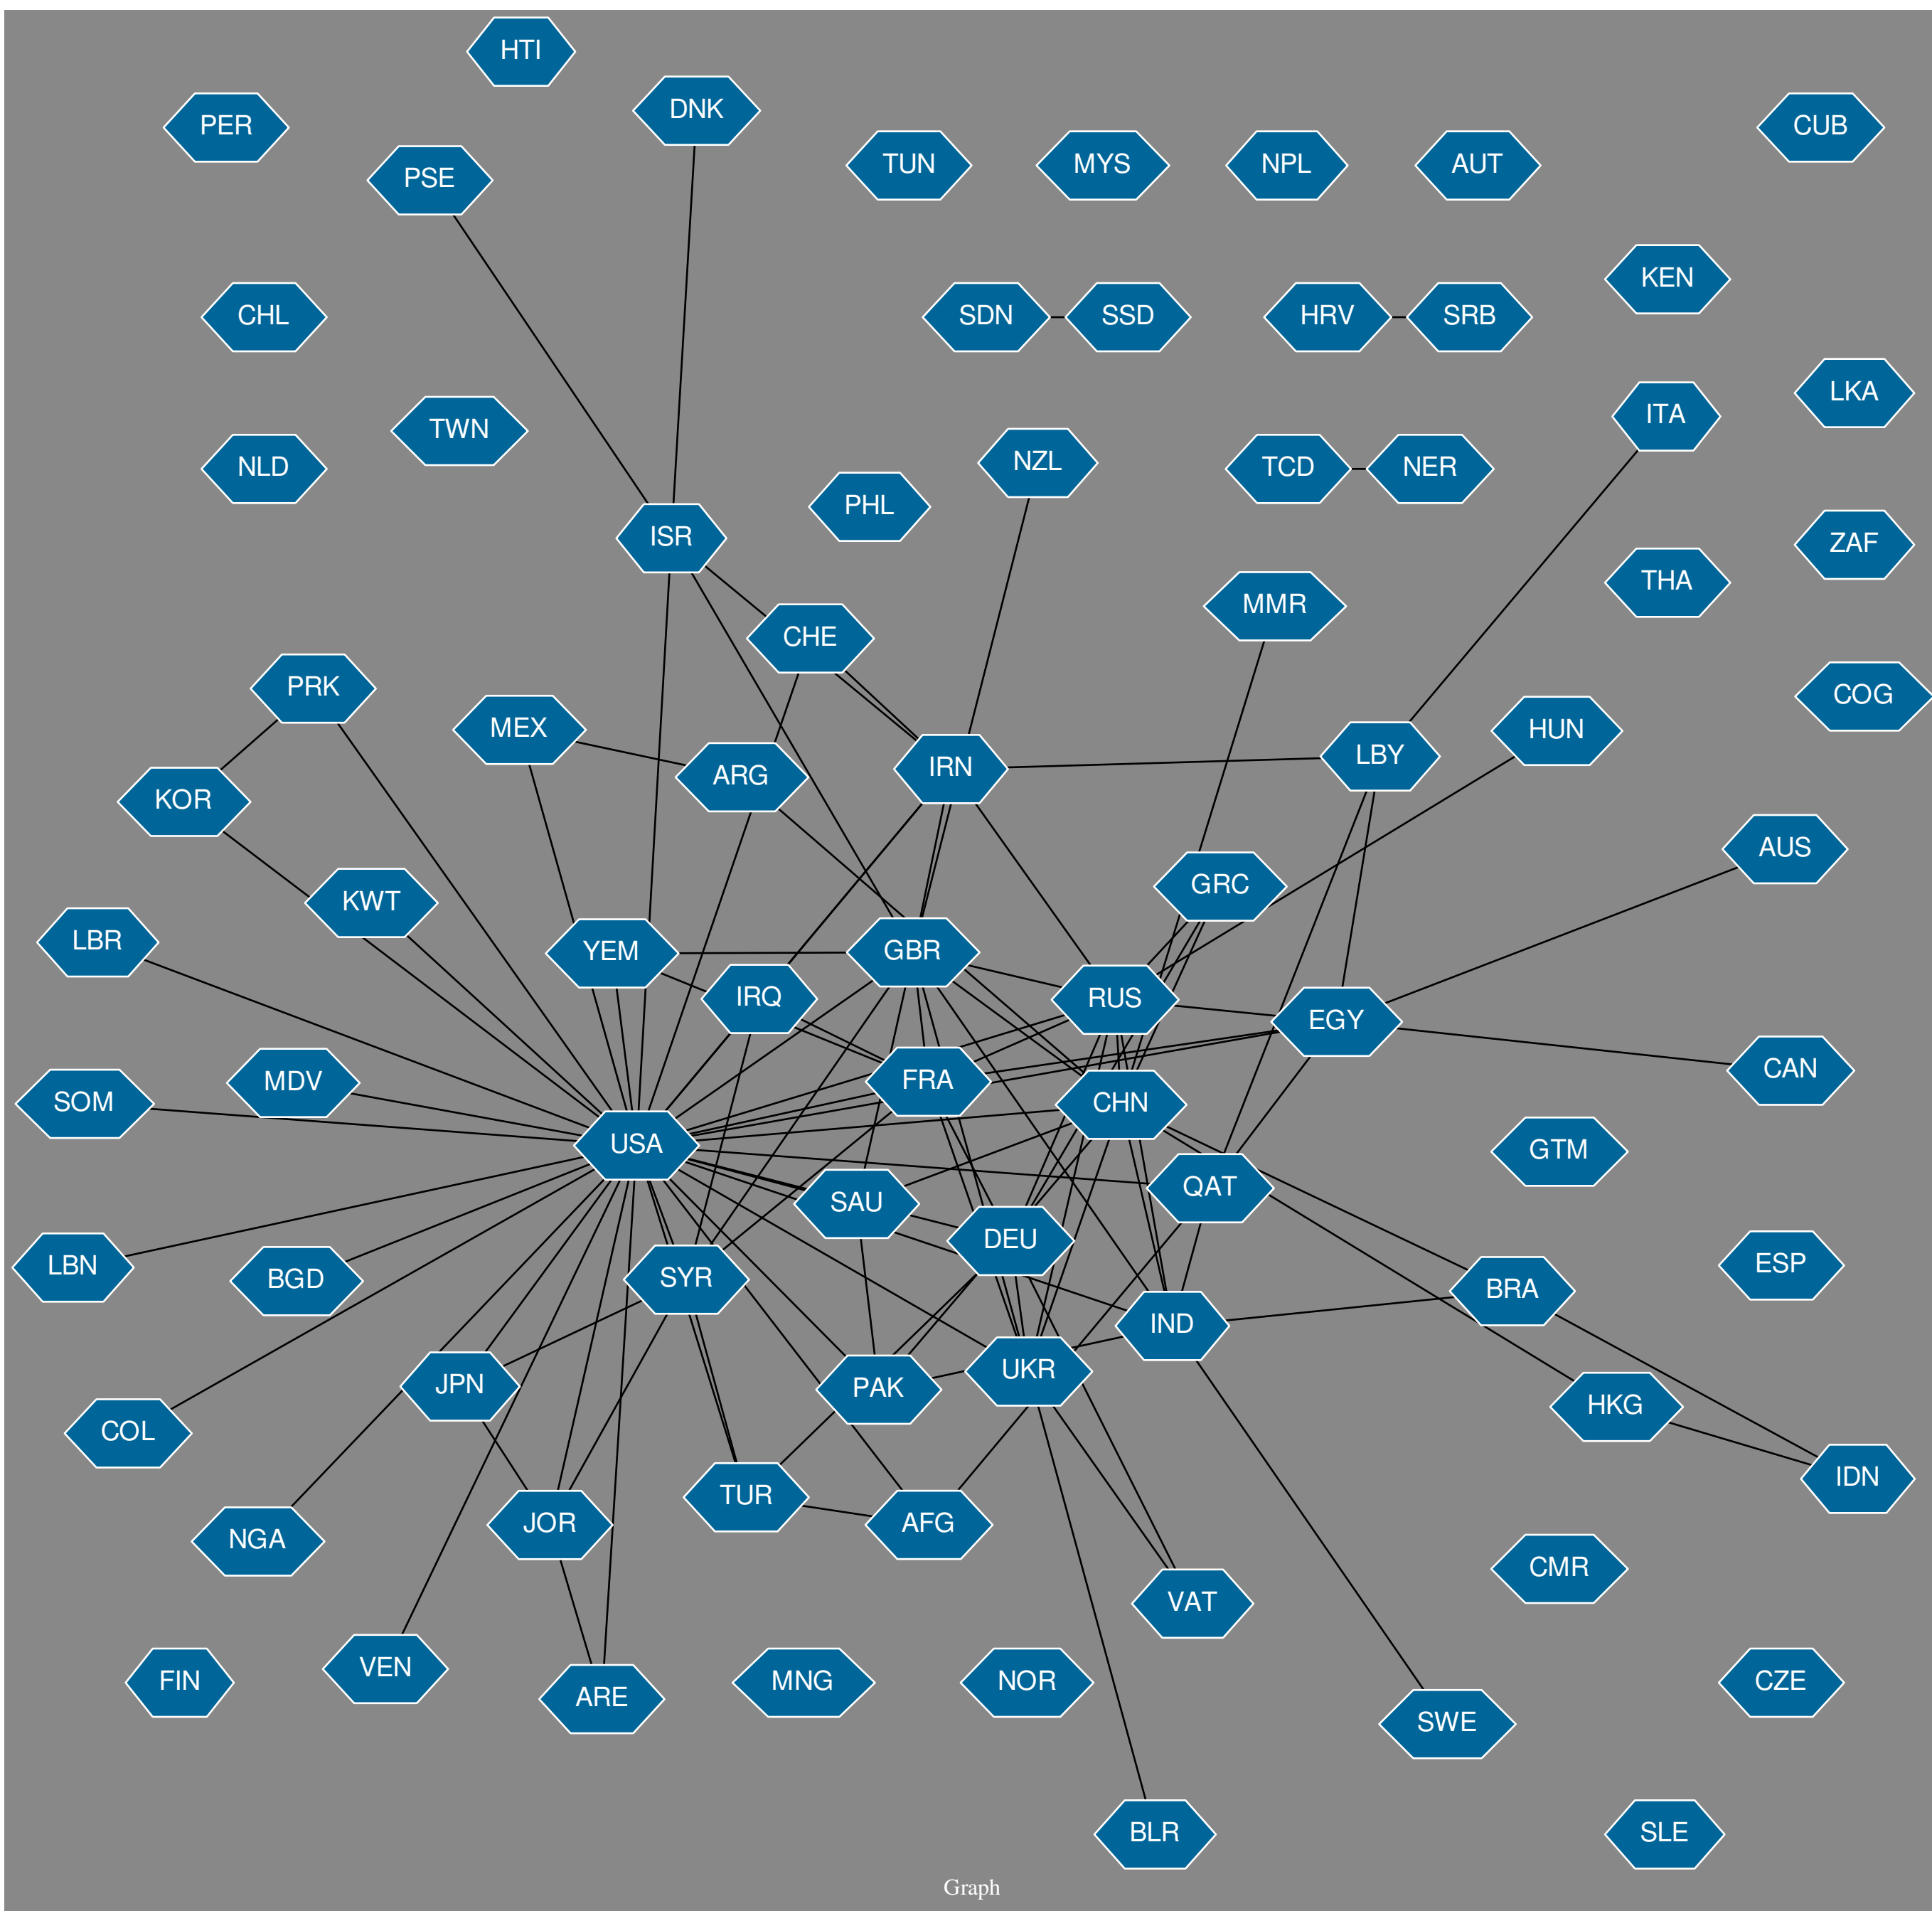 HTI
DNK
PER
CUB
PSE
TUN
MYS
NPL
AUT
KEN
CHL
SDN
SSD
HRV
SRB
LKA
TWN
ITA
NLD
NZL
TCD
NER
PHL
ISR
ZAF
THA
MMR
CHE
PRK
COG
MEX
HUN
ARG
IRN
LBY
KOR
AUS
GRC
KWT
LBR
YEM
GBR
IRQ
RUS
EGY
MDV
FRA
CAN
SOM
CHN
USA
GTM
SAU
QAT
DEU
LBN
BGD
SYR
ESP
BRA
IND
JPN
PAK
UKR
HKG
COL
TUR
IDN
NGA
JOR
AFG
CMR
VAT
FIN
VEN
ARE
MNG
NOR
CZE
SWE
BLR
SLE
Graph